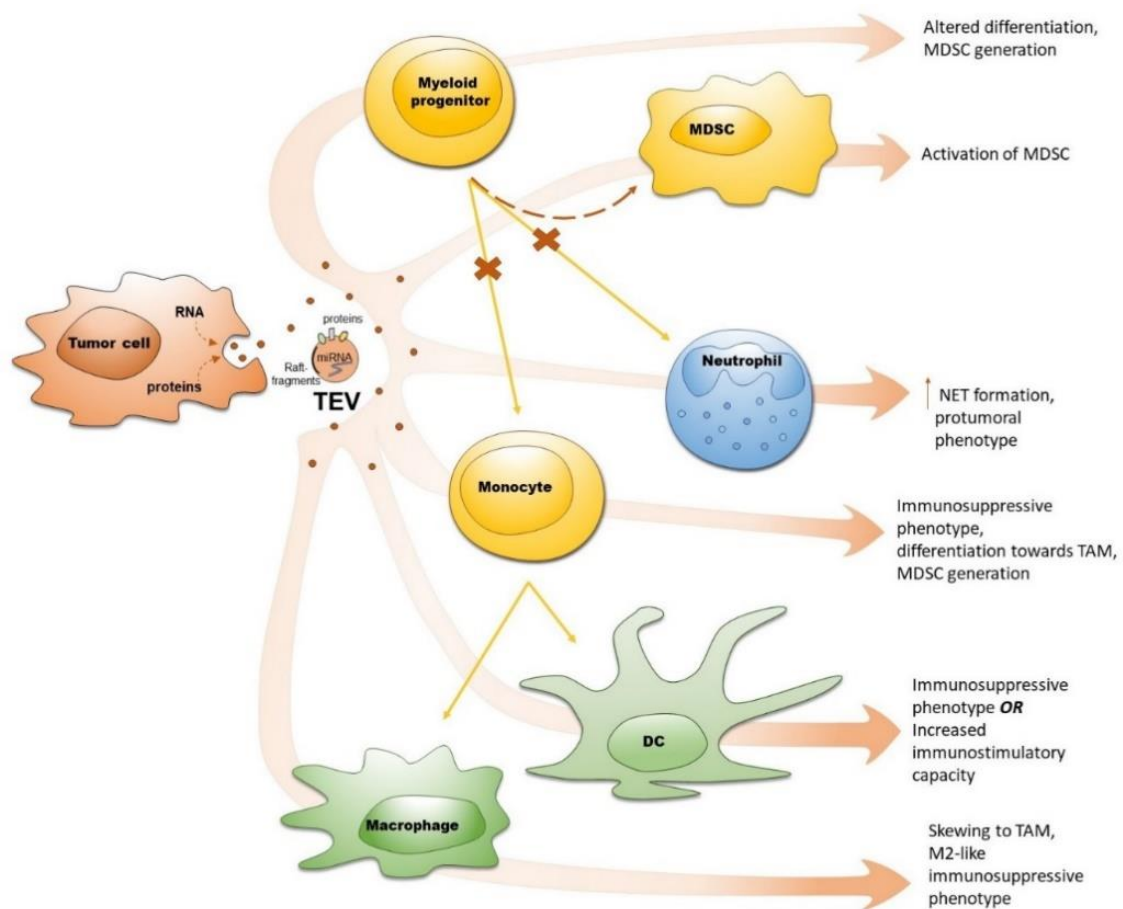 Altered differentiation,
MDSC generation
Myeloid
progenitor
MDSC
Activation of MDSC
RNA
Tumor cell
proteins
proteins
miRNA
Raft-
fragments
TEV
Neutrophil
NET formation,
protumoral
phenotype
Monocyte
Immunosuppressive
phenotype,
differentiation towards TAM,
MDSC generation
DC
Immunosuppressive
phenotype OR
Increased
immunostimulatory
capacity
Macrophage
Skewing to TAM,
M2-like
immunosuppressive
phenotype